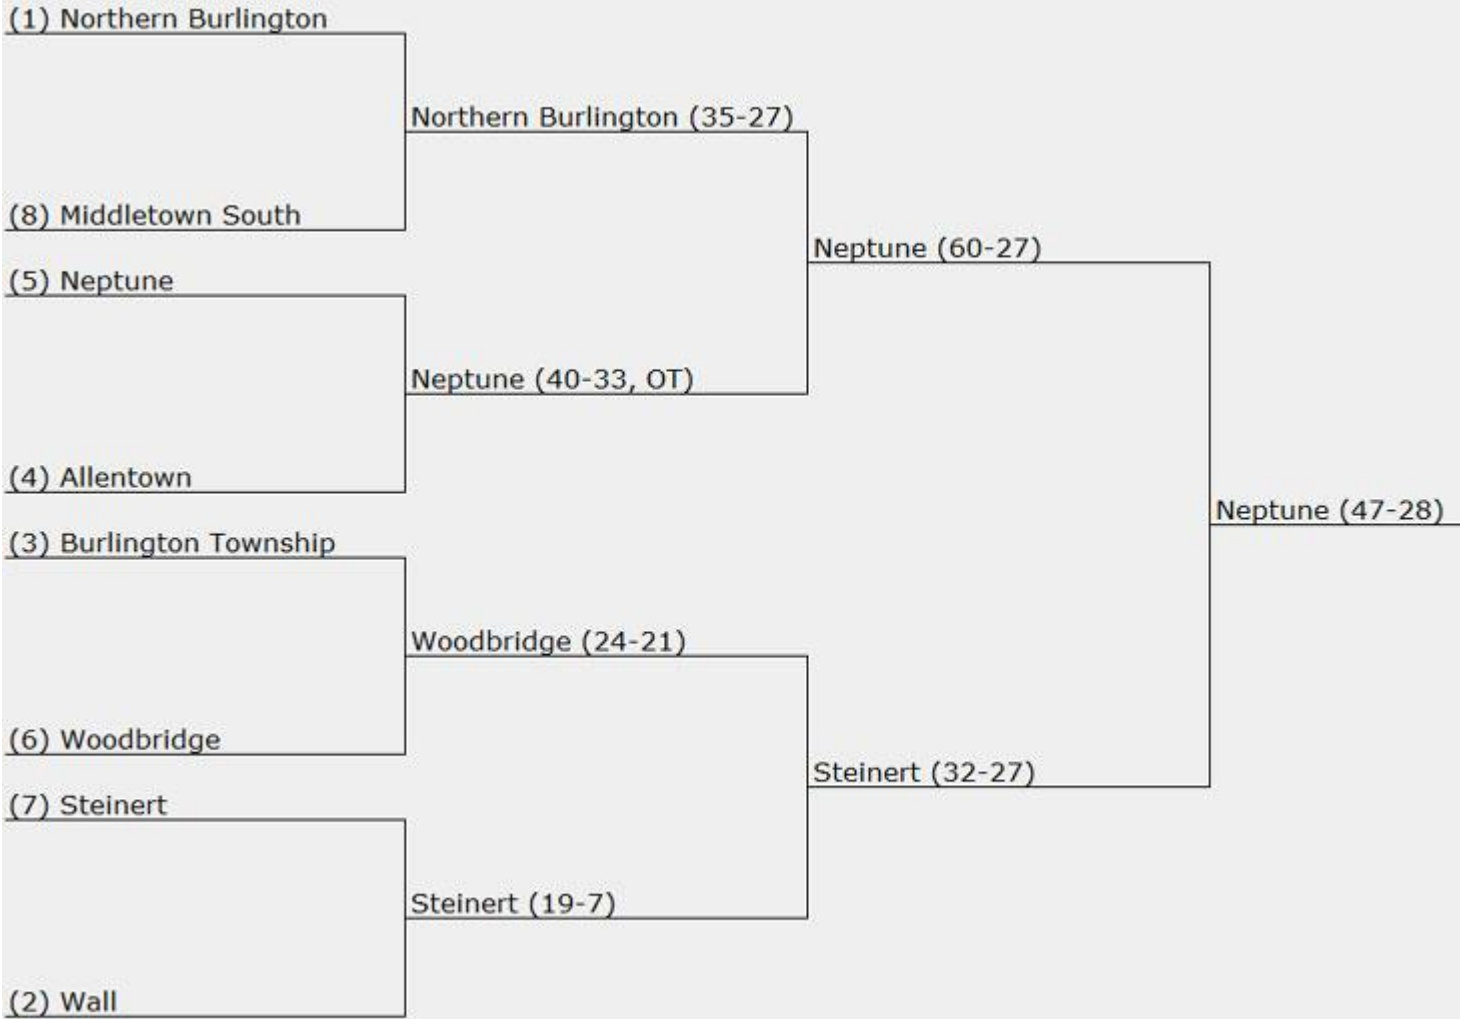 (1) Northern Burlington
Northern Burlington (35-27)
(8) Middletown South
Neptune (60-27)
(5) Neptune
Neptune (40-33, OT)
(4) Allentown
Neptune (47-28)
(3) Burlington Township
Woodbridge (24-21)
(6) Woodbridge
Steinert (32-27)
(7) Steinert
Steinert (19-7)
(2) Wall